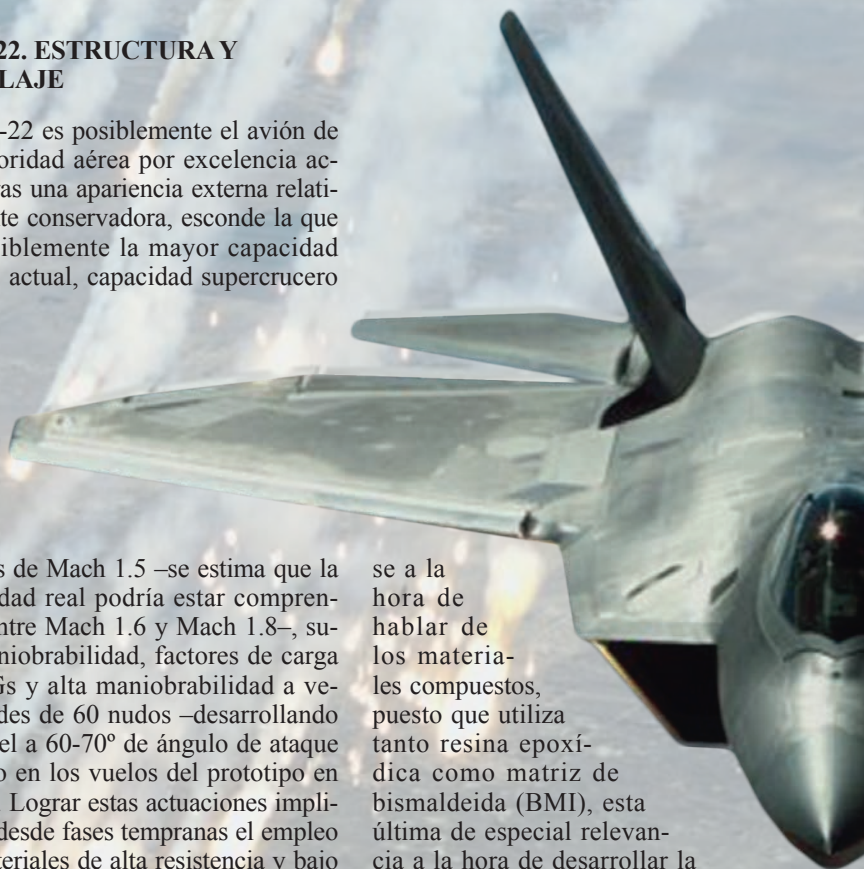 22. ESTRUCTURA Y
LAJE
-22 es posiblemente el avión de
oridad aérea por excelencia ac-
ras una apariencia externa relati-
te conservadora, esconde la que
iblemente la mayor capacidad
actual, capacidad supercrucero
s de Mach 1.5 –se estima que la
dad real podría estar compren-
ntre Mach 1.6 y Mach 1.8–, su-
niobrabilidad, factores de carga
Gs y alta maniobrabilidad a ve-
des de 60 nudos –desarrollando
el a 60-70º de ángulo de ataque
o en los vuelos del prototipo en
. Lograr estas actuaciones impli-
desde fases tempranas el empleo
teriales de alta resistencia y bajo
se a la
hora de
hablar de
los materia-
les compuestos,
puesto que utiliza
tanto resina epoxí-
dica como matriz de
bismaldeida (BMI), esta
última de especial relevan-
cia a la hora de desarrollar la